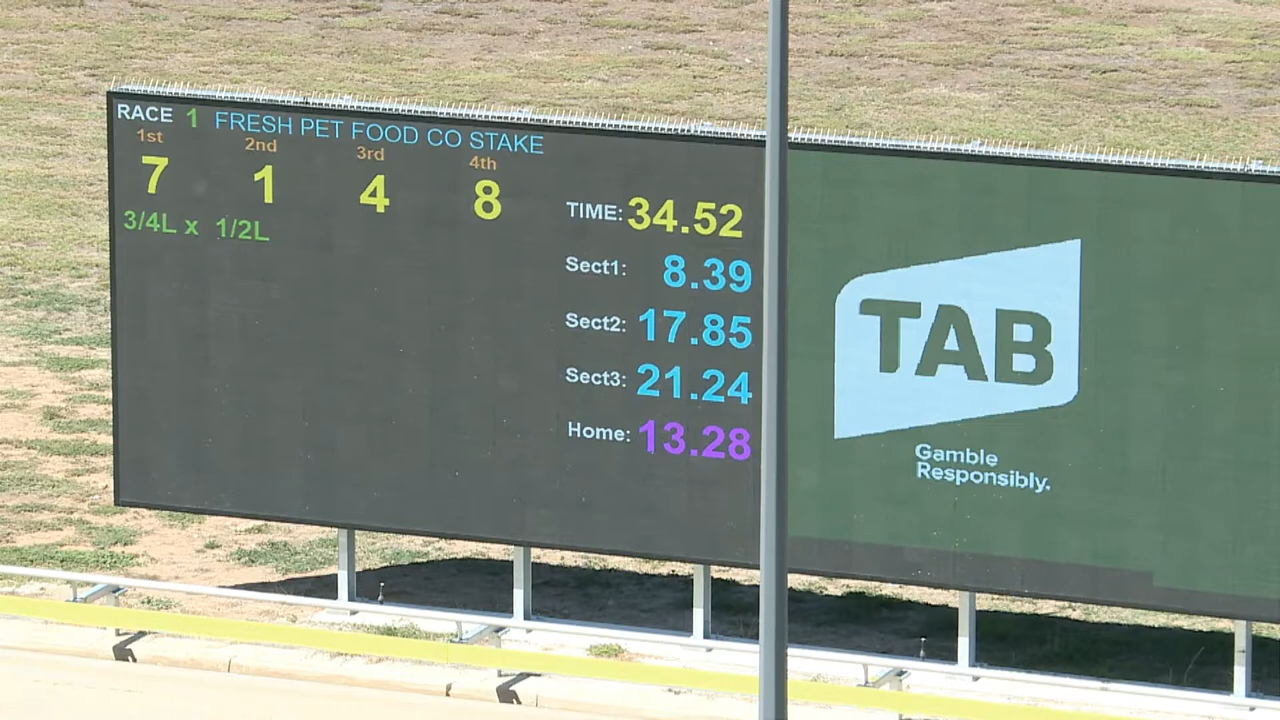 RACE 1 FRESH PET FOOD CO STAKE
1st 2nd 3rd 4th
7 1 4 8
3/4L x 1/2L
TIME: 34.52
Sect1: 8.39
Sect2: 17.85
Sect3: 21.24
Home: 13.28
TAB
Gamble
Responsibly.